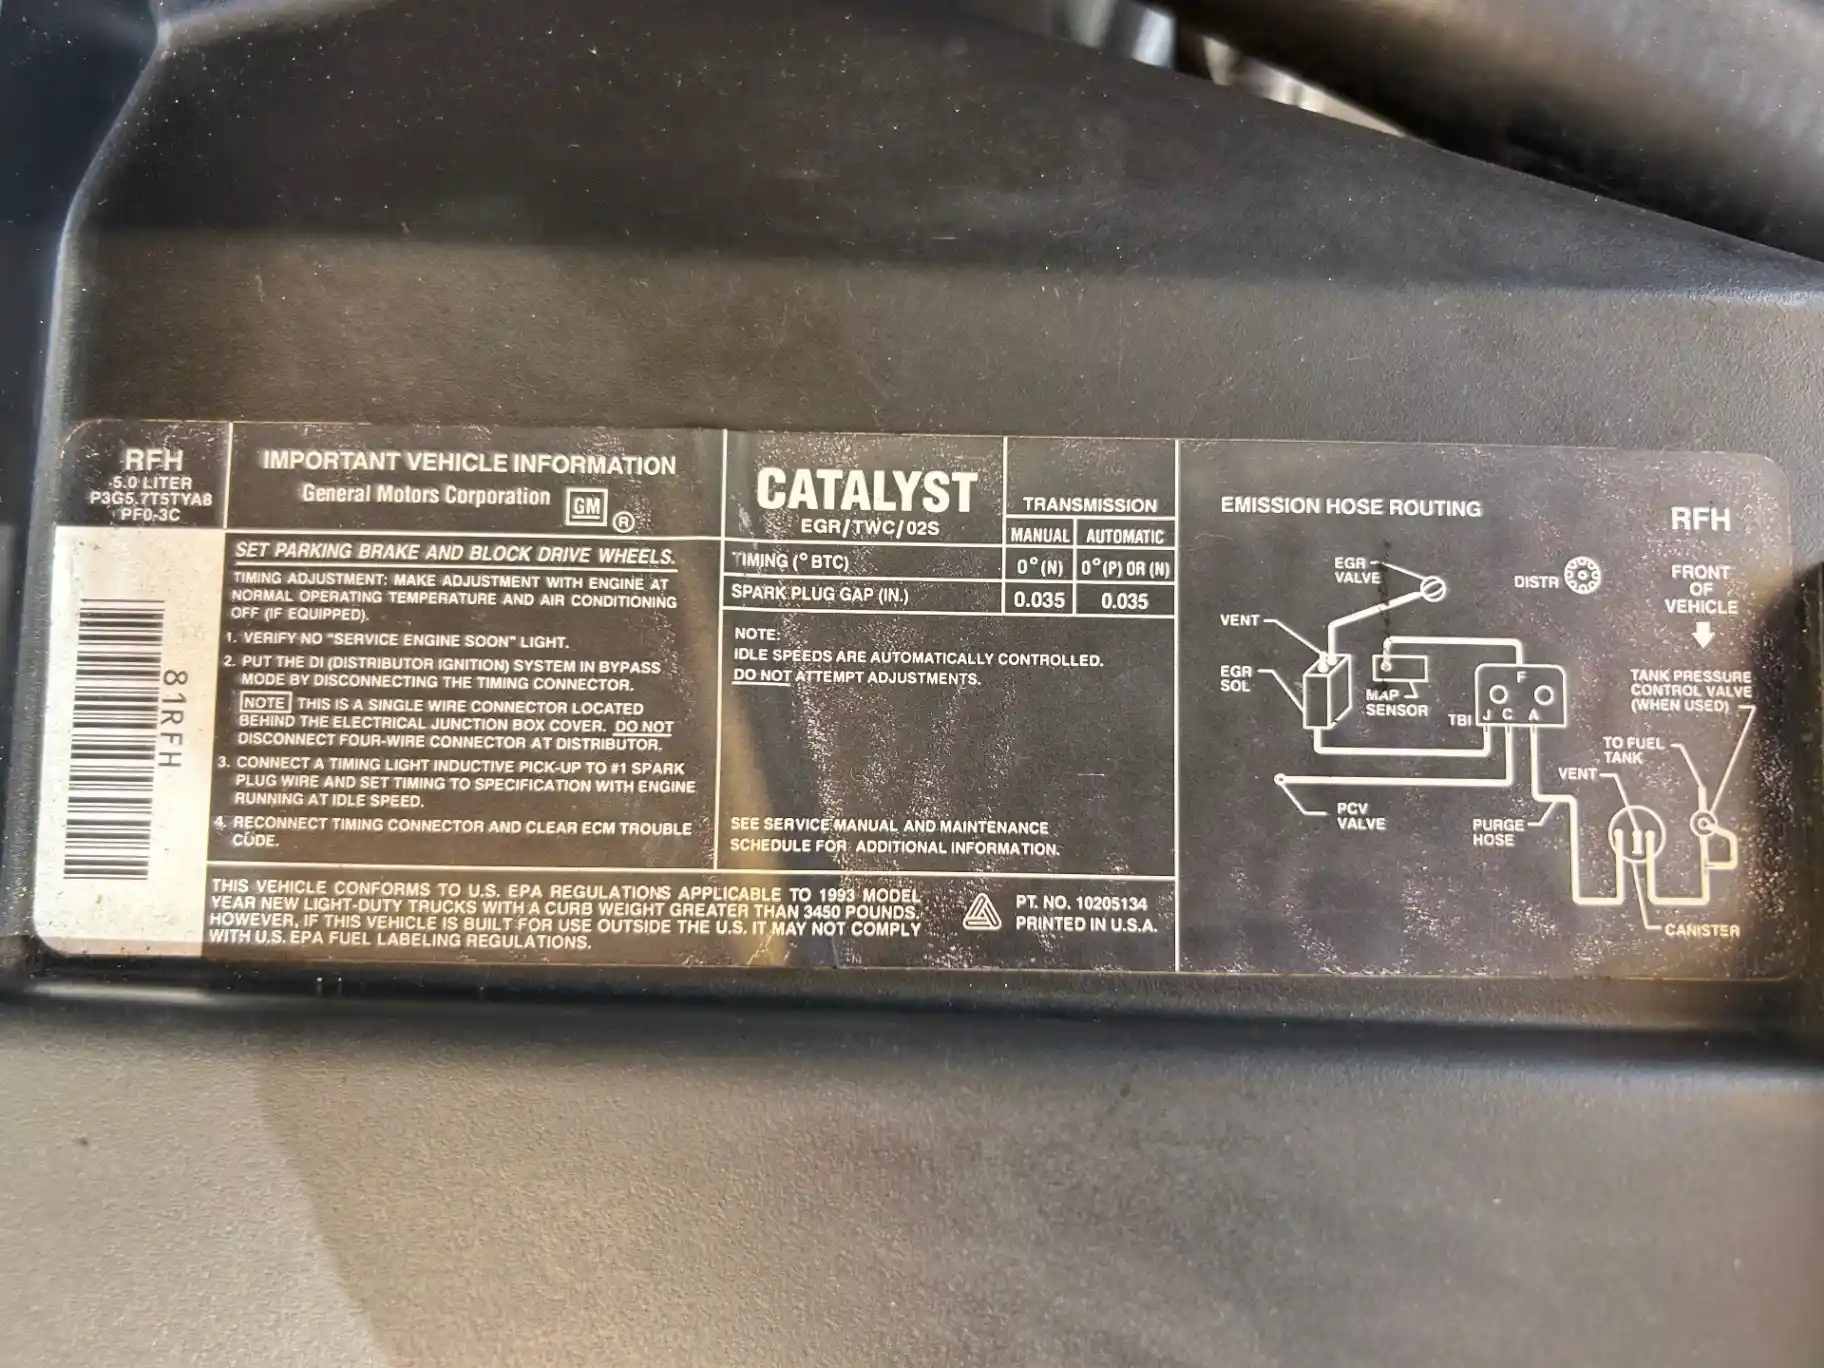 RFH
5.0 LITER
P3G5.7T5TYA8
PF0-3C
81RFH
IMPORTANT VEHICLE INFORMATION
General Motors Corporation GM ®
SET PARKING BRAKE AND BLOCK DRIVE WHEELS.
TIMING ADJUSTMENT: MAKE ADJUSTMENT WITH ENGINE AT
NORMAL OPERATING TEMPERATURE AND AIR CONDITIONING
OFF (IF EQUIPPED).
1. VERIFY NO "SERVICE ENGINE SOON" LIGHT.
2. PUT THE DI (DISTRIBUTOR IGNITION) SYSTEM IN BYPASS
MODE BY DISCONNECTING THE TIMING CONNECTOR.
NOTE THIS IS A SINGLE WIRE CONNECTOR LOCATED
BEHIND THE ELECTRICAL JUNCTION BOX COVER. DO NOT
DISCONNECT FOUR-WIRE CONNECTOR AT DISTRIBUTOR.
3. CONNECT A TIMING LIGHT INDUCTIVE PICK-UP TO #1 SPARK
PLUG WIRE AND SET TIMING TO SPECIFICATION WITH ENGINE
RUNNING AT IDLE SPEED.
4. RECONNECT TIMING CONNECTOR AND CLEAR ECM TROUBLE
CODE.
THIS VEHICLE CONFORMS TO U.S. EPA REGULATIONS APPLICABLE TO 1993 MODEL
YEAR NEW LIGHT-DUTY TRUCKS WITH A CURB WEIGHT GREATER THAN 3450 POUNDS.
HOWEVER, IF THIS VEHICLE IS BUILT FOR USE OUTSIDE THE U.S. IT MAY NOT COMPLY
WITH U.S. EPA FUEL LABELING REGULATIONS.
CATALYST
EGR/TWC/02S
TRANSMISSION
MANUAL AUTOMATIC
TIMING (° BTC) 0° (N) 0° (P) OR (N)
SPARK PLUG GAP (IN.) 0.035 0.035
NOTE:
IDLE SPEEDS ARE AUTOMATICALLY CONTROLLED.
DO NOT ATTEMPT ADJUSTMENTS.
SEE SERVICE MANUAL AND MAINTENANCE
SCHEDULE FOR ADDITIONAL INFORMATION.
PT. NO. 10205134
PRINTED IN U.S.A.
EMISSION HOSE ROUTING
RFH
FRONT
OF
VEHICLE
EGR
VALVE
DISTR
VENT
EGR
SOL
MAP
SENSOR
TBI
F
J C A
TANK PRESSURE
CONTROL VALVE
(WHEN USED)
TO FUEL
TANK
VENT
PCV
VALVE
PURGE
HOSE
CANISTER